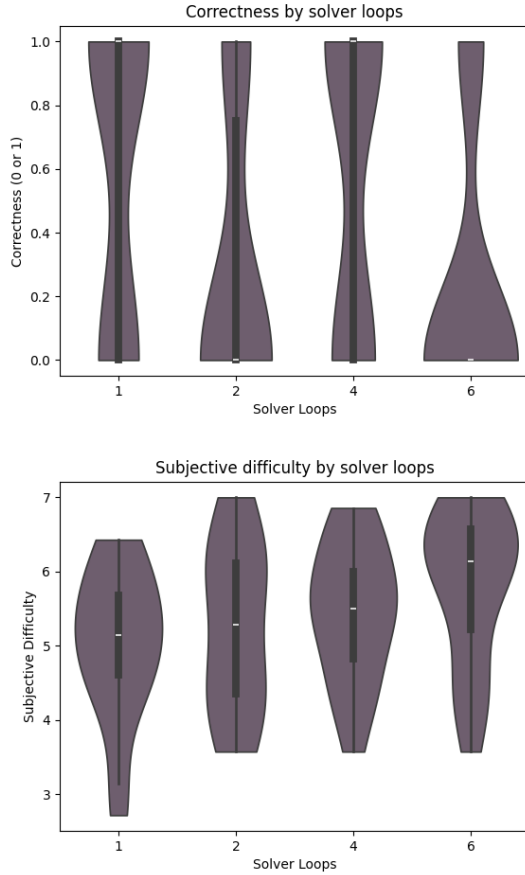 Correctness by solver loops
Correctness (0 or 1)
1.0
0.8
0.6
0.4
0.2
0.0
1 2 4 6
Solver Loops
Subjective difficulty by solver loops
Subjective Difficulty
7
6
5
4
3
1 2 4 6
Solver Loops